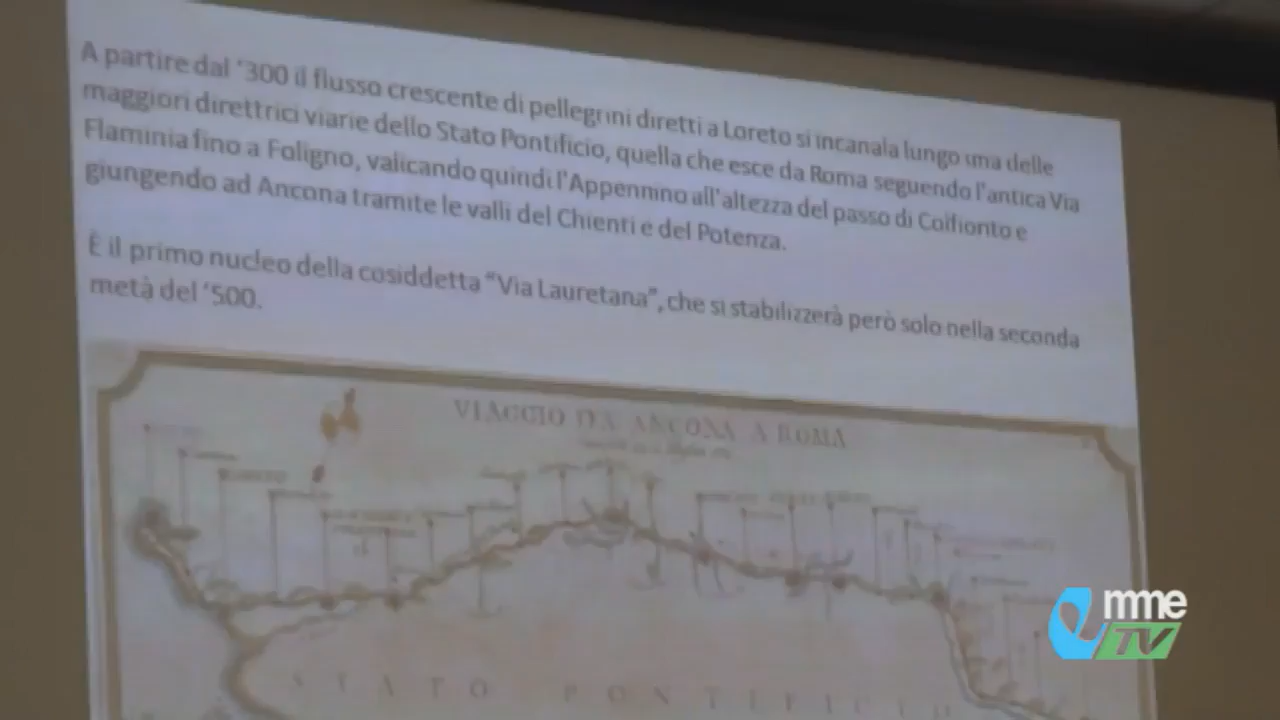 A partire dal ‘300 il flusso crescente di pellegrini diretti a Loreto si incanala lungo una delle
maggiori direttrici viarie dello Stato Pontificio, quella che esce da Roma seguendo l'antica Via
Flaminia fino a Foligno, valicando quindi l'Appennino all'altezza del passo di Colfionto e
giungendo ad Ancona tramite le valli del Chienti e del Potenza.
È il primo nucleo della cosiddetta “Via Lauretana”, che si stabilizzerà però solo nella seconda
metà del ‘500.
VIAGGIO DA ANCONA A ROMA
STATO PONTIFICIO
emme
TV